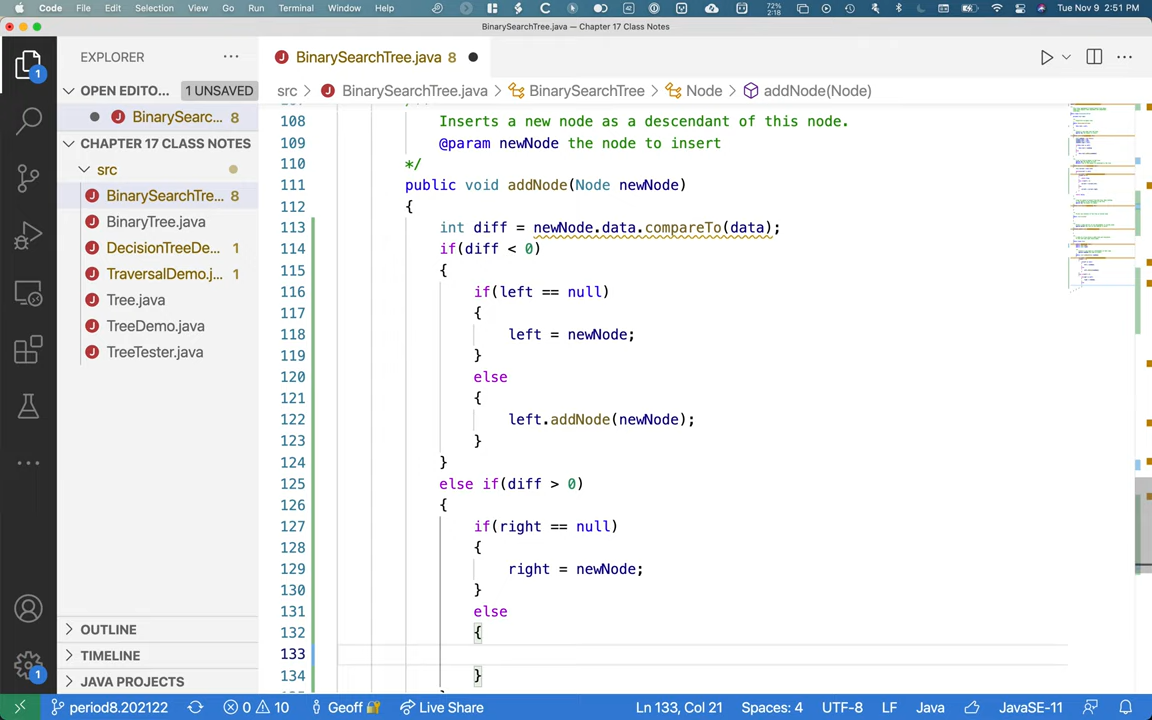 Code File Edit Selection View Go Run Terminal Window Help 72% 2:18 Tue Nov 9 2:51 PM
BinarySearchTree.java — Chapter 17 Class Notes
EXPLORER
BinarySearchTree.java 8
OPEN EDITO... 1 UNSAVED
src > BinarySearchTree.java > BinarySearchTree > Node > addNode(Node)
BinarySearc... 8
CHAPTER 17 CLASS NOTES
src
BinarySearchTre... 8
BinaryTree.java
DecisionTreeDe... 1
TraversalDemo.j... 1
Tree.java
TreeDemo.java
TreeTester.java
OUTLINE
TIMELINE
JAVA PROJECTS
108 Inserts a new node as a descendant of this node.
109 @param newNode the node to insert
110 */
111 public void addNode(Node newNode)
112 {
113 int diff = newNode.data.compareTo(data);
114 if(diff < 0)
115 {
116 if(left == null)
117 {
118 left = newNode;
119 }
120 else
121 {
122 left.addNode(newNode);
123 }
124 }
125 else if(diff > 0)
126 {
127 if(right == null)
128 {
129 right = newNode;
130 }
131 else
132 {
133
134 }
1
1
period8.202122 0 10 Geoff Live Share Ln 133, Col 21 Spaces: 4 UTF-8 LF Java JavaSE-11